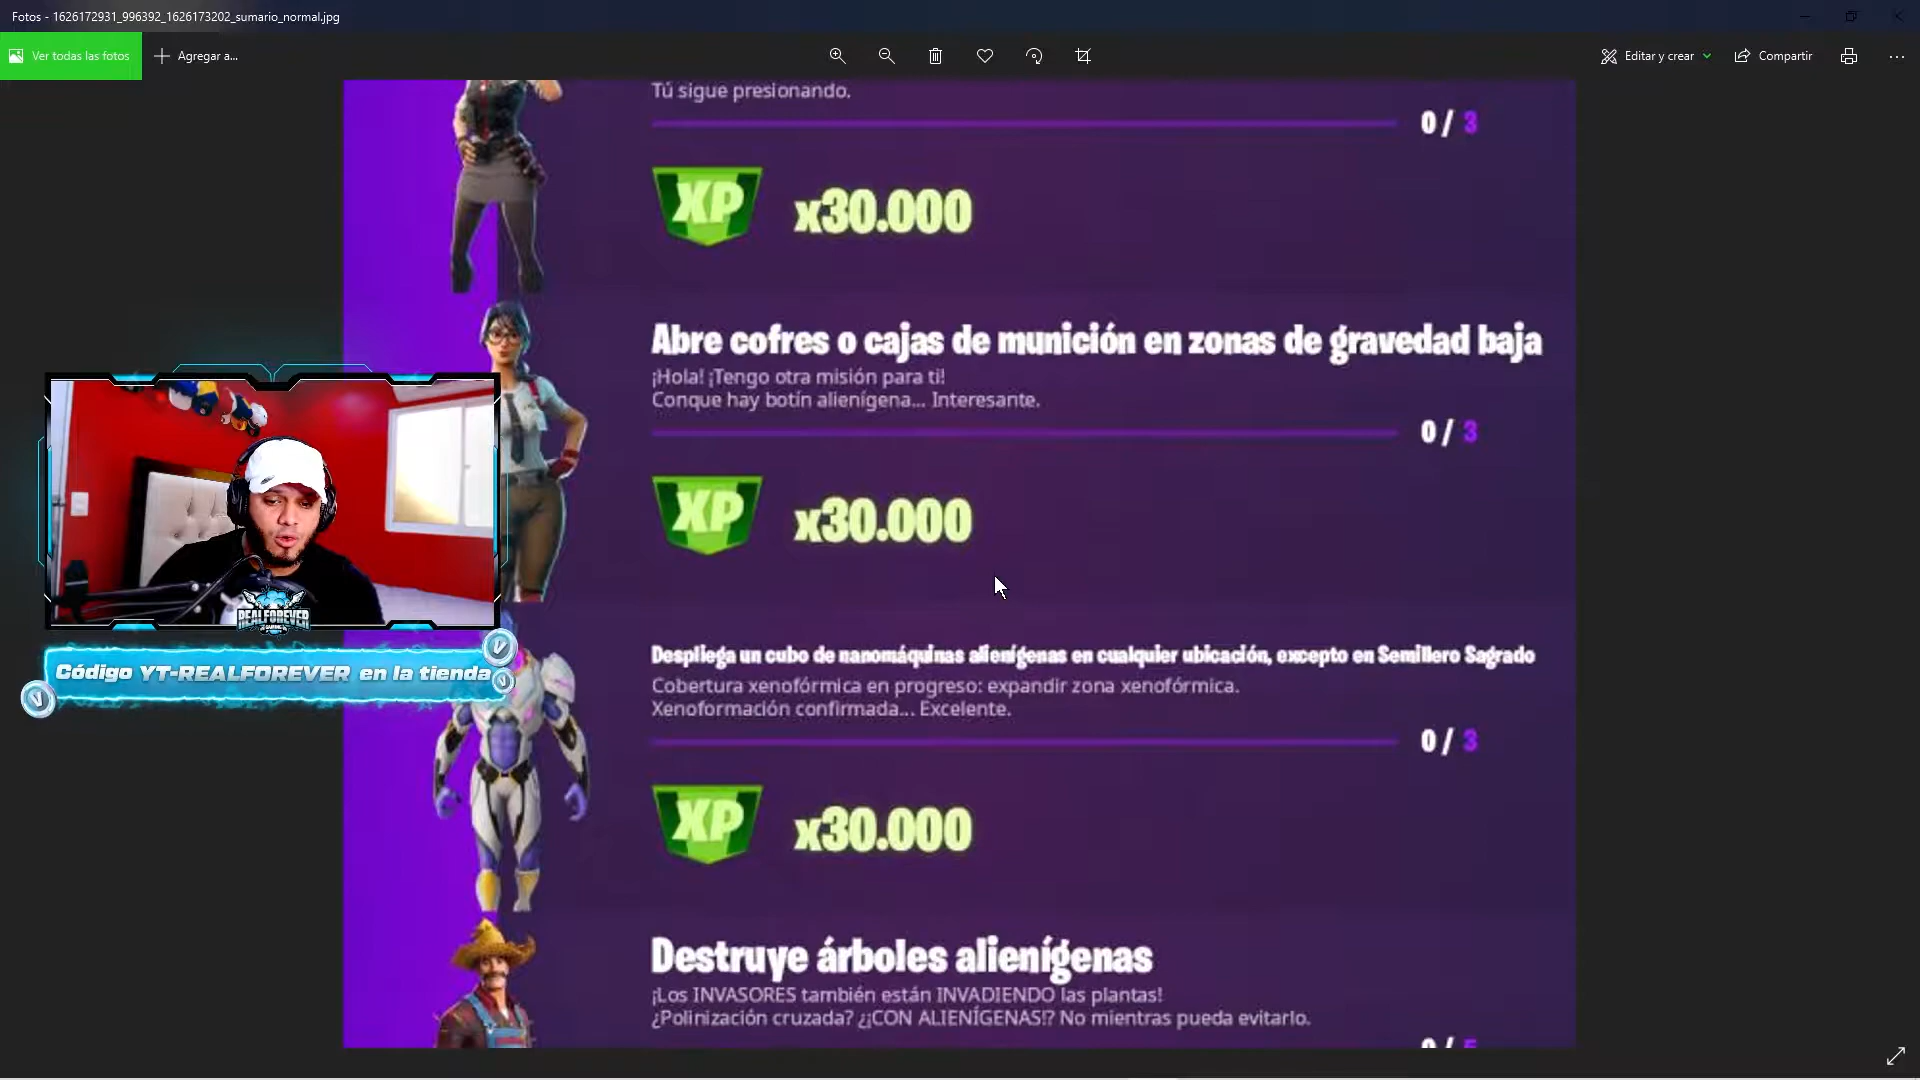 Fotos - 1626172931_996392_1626173202_sumario_normal.jpg
Ver todas las fotos
Agregar a...
Editar y crear
Compartir
Tú sigue presionando.
0 / 3
XP x30.000
Abre cofres o cajas de munición en zonas de gravedad baja
¡Hola! ¡Tengo otra misión para ti!
Conque hay botín alienígena... Interesante.
0 / 3
XP x30.000
REALFOREVER
GAMING
Código YT-REALFOREVER en la tienda
Despliega un cubo de nanomáquinas alienígenas en cualquier ubicación, excepto en Semillero Sagrado
Cobertura xenofórmica en progreso: expandir zona xenofórmica.
Xenoformación confirmada... Excelente.
0 / 3
XP x30.000
Destruye árboles alienígenas
¡Los INVASORES también están INVADIENDO las plantas!
¿Polinización cruzada? ¿¡CON ALIENÍGENAS!? No mientras pueda evitarlo.
0 / 5